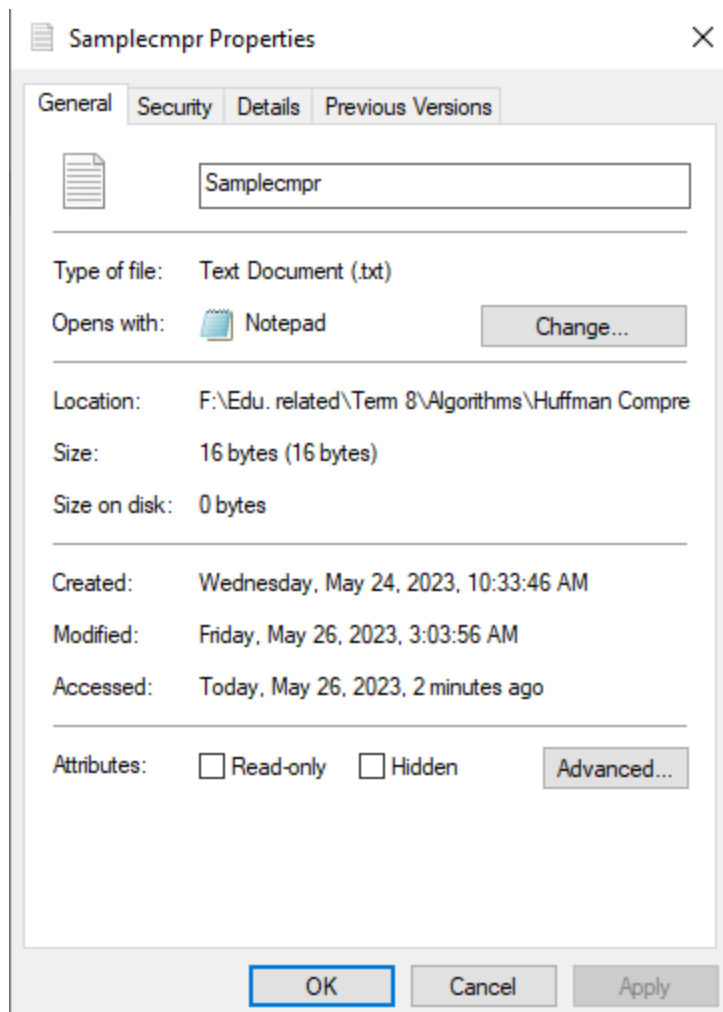 Samplecmpr Properties
General Security Details Previous Versions
Samplecmpr
Type of file: Text Document (.txt)
Opens with: Notepad Change...
Location: F:\Edu. related\Term 8\Algorithms\Huffman Compre
Size: 16 bytes (16 bytes)
Size on disk: 0 bytes
Created: Wednesday, May 24, 2023, 10:33:46 AM
Modified: Friday, May 26, 2023, 3:03:56 AM
Accessed: Today, May 26, 2023, 2 minutes ago
Attributes: Read-only Hidden Advanced...
OK Cancel Apply